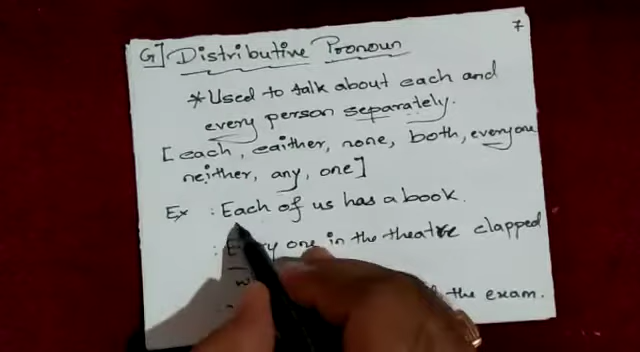 7
G] Distributive Pronoun
* Used to talk about each and
every person separately.
[each, eaither, none, both, everyone
neither, any, one]
Ex : Each of us has a book.
: one in the theatre clapped
the exam.